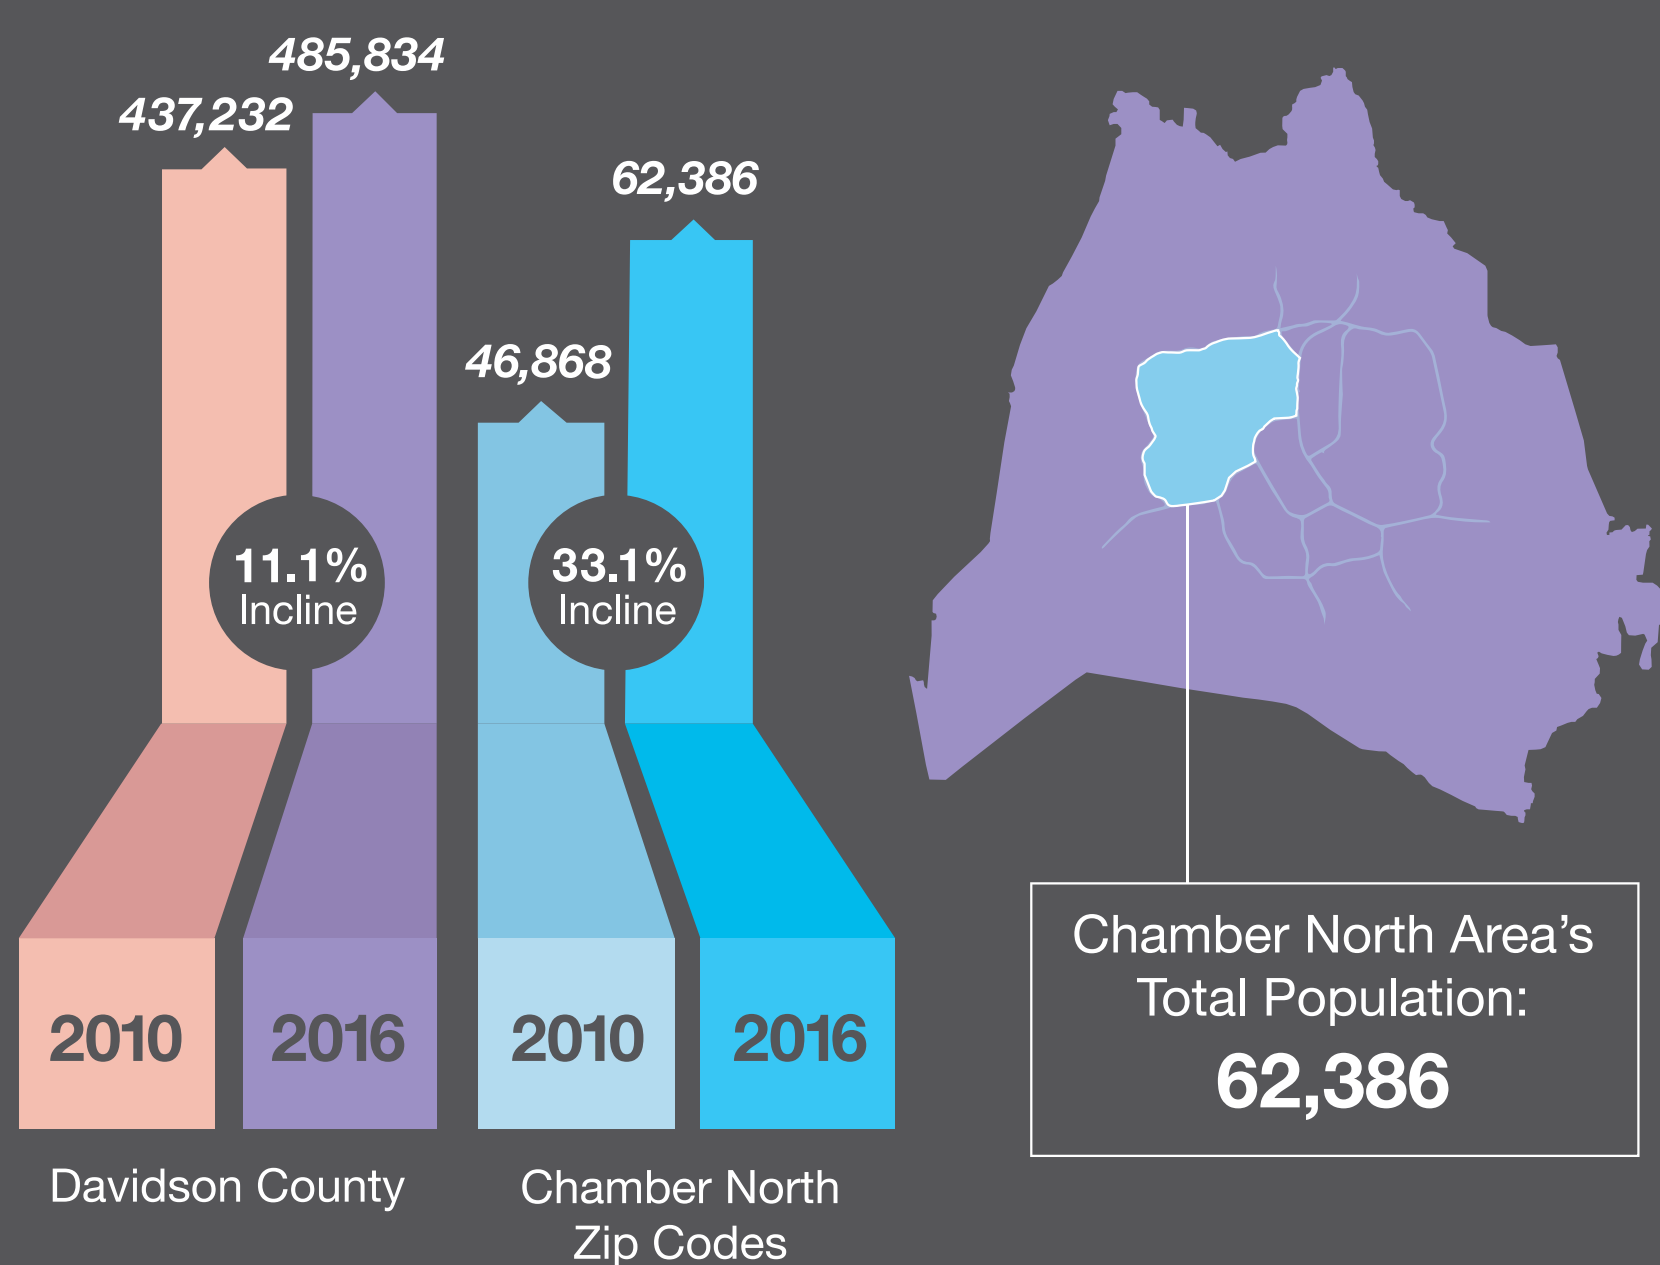 485,834
437,232
62,386
46,868
11.1%
Incline
33.1%
Incline
2010
2016
2010
2016
Davidson County
Chamber North
Zip Codes
Chamber North Area’s
Total Population:
62,386